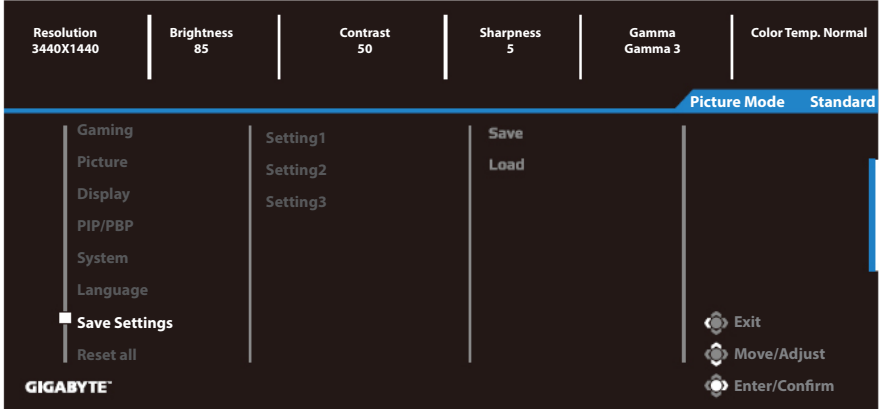 Resolution
3440X1440
Brightness
85
Contrast
50
Sharpness
5
Gamma
Gamma 3
Color Temp. Normal
Picture Mode Standard
Gaming
Picture
Display
PIP/PBP
System
Language
Save Settings
Reset all
Setting1
Setting2
Setting3
Save
Load
Exit
Move/Adjust
Enter/Confirm
GIGABYTE™